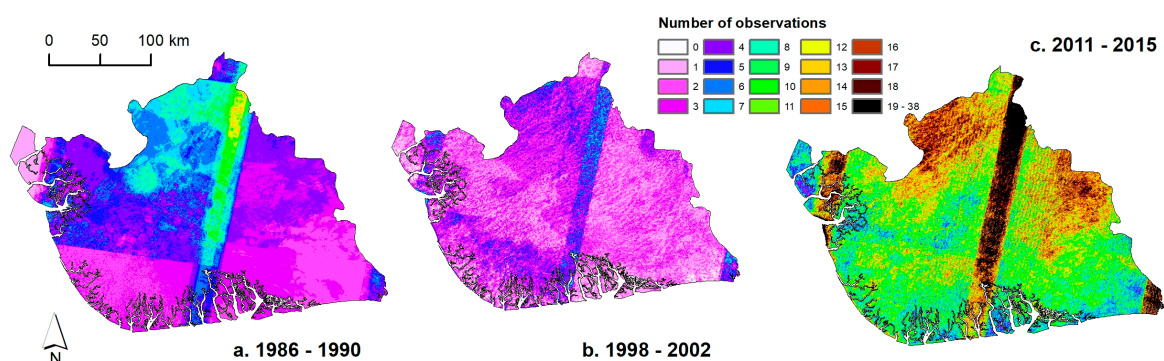 Number of observations
0 50 100 km
0 4 8 12 16
1 5 9 13 17
2 6 10 14 18
3 7 11 15 19 - 38
c. 2011 - 2015
N
a. 1986 - 1990
b. 1998 - 2002